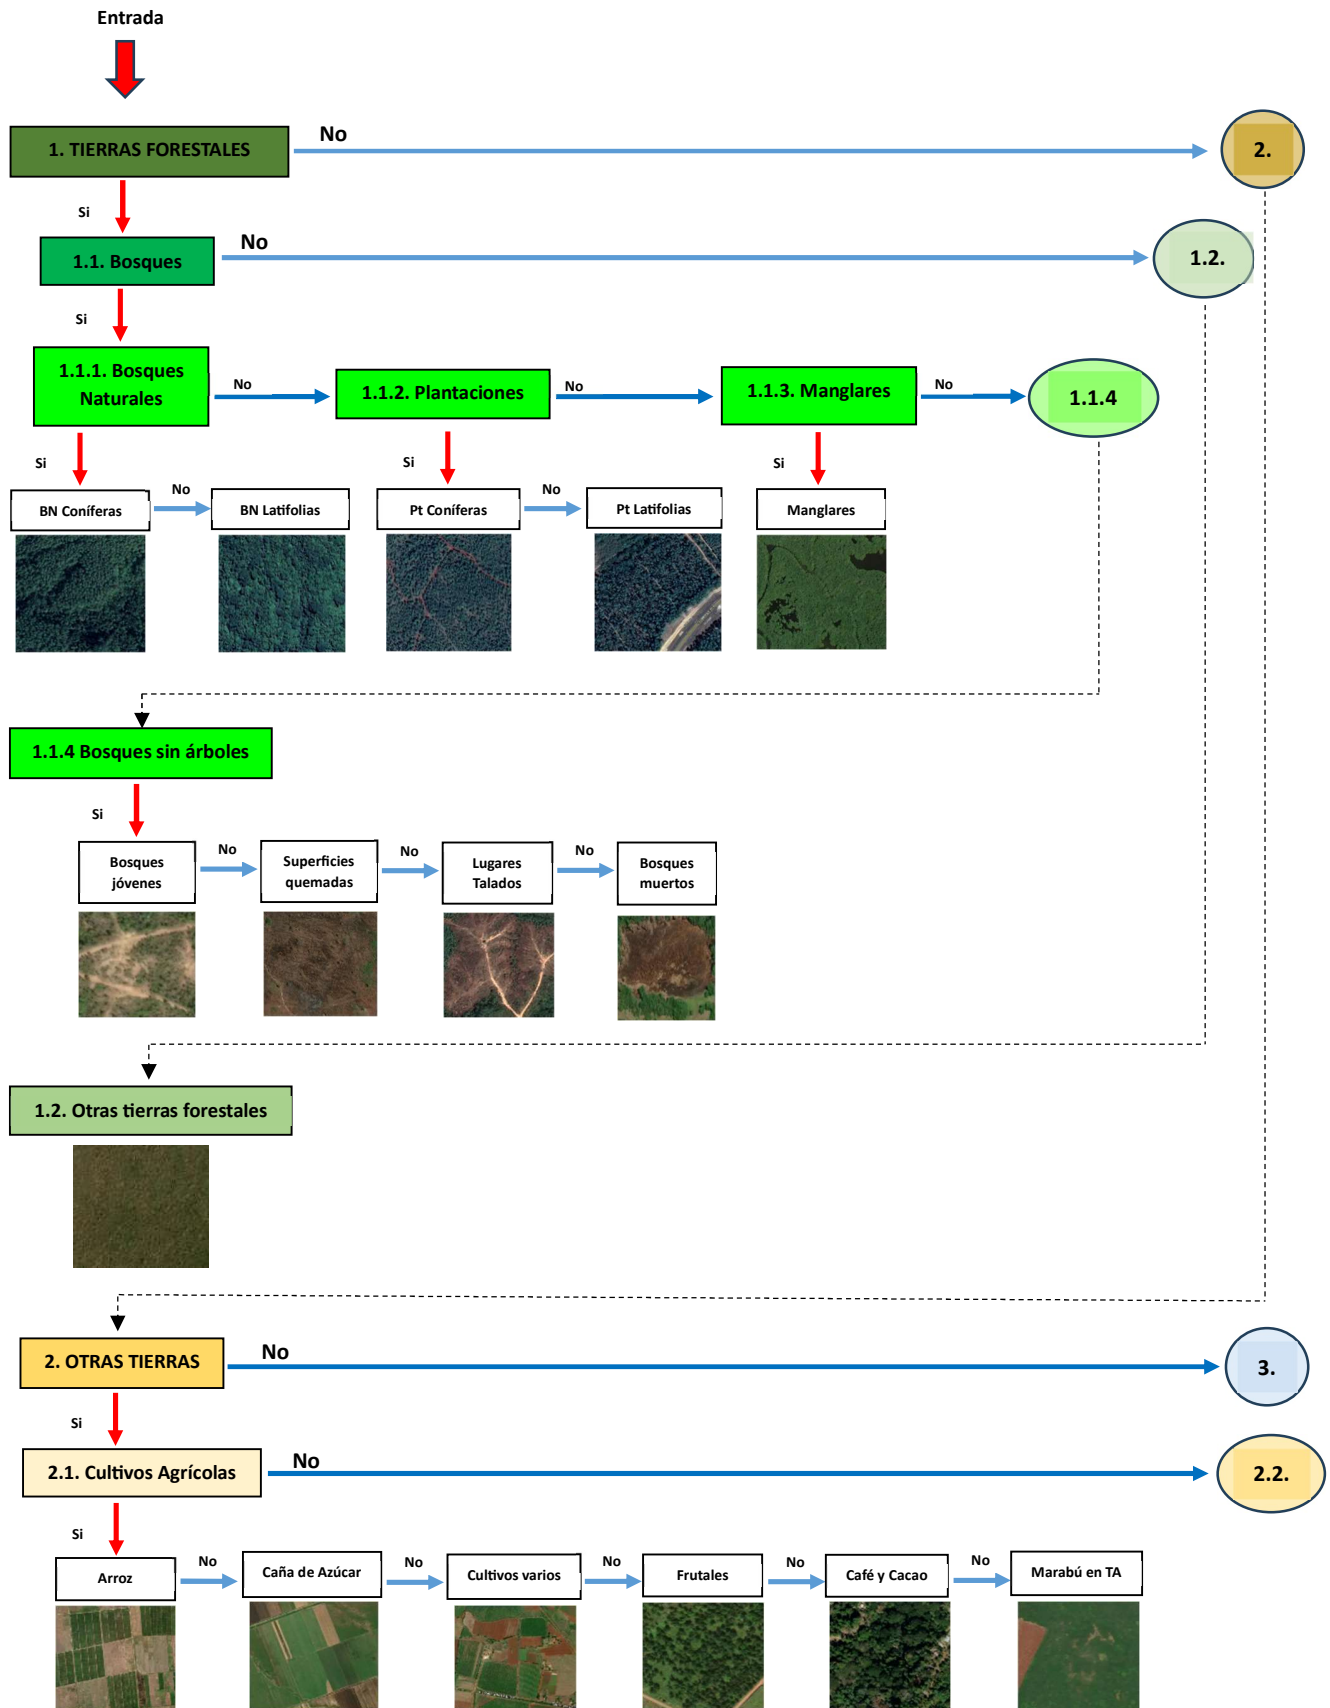 Entrada
1. TIERRAS FORESTALES
No
2.
Si
1.1. Bosques
No
1.2.
Si
1.1.1. Bosques
Naturales
No
1.1.2. Plantaciones
No
1.1.3. Manglares
No
1.1.4
Si
Si
Si
BN Coníferas
No
BN Latifolias
Pt Coníferas
No
Pt Latifolias
Manglares
1.1.4 Bosques sin árboles
Si
Bosques
jóvenes
No
Superficies
quemadas
No
Lugares
Talados
No
Bosques
muertos
1.2. Otras tierras forestales
2. OTRAS TIERRAS
No
3.
Si
2.1. Cultivos Agrícolas
No
2.2.
Si
Arroz
No
Caña de Azúcar
No
Cultivos varios
No
Frutales
No
Café y Cacao
No
Marabú en TA